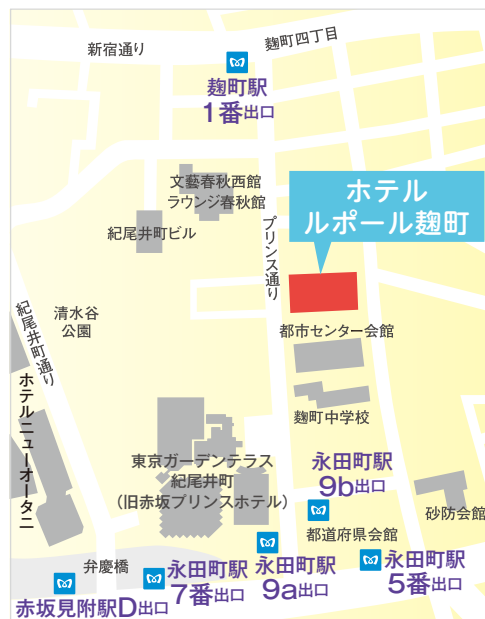 新宿通り
麹町四丁目
麹町駅
1番出口
文藝春秋西館
ラウンジ春秋館
紀尾井町ビル
プリンス通り
ホテル
ルポール麹町
紀尾井町通り
清水谷
公園
都市センター会館
麹町中学校
ホテルニューオータニ
東京ガーデンテラス
紀尾井町
（旧赤坂プリンスホテル）
永田町駅
9b出口
砂防会館
都道府県会館
弁慶橋
赤坂見附駅D出口
永田町駅
7番出口
永田町駅
9a出口
永田町駅
5番出口